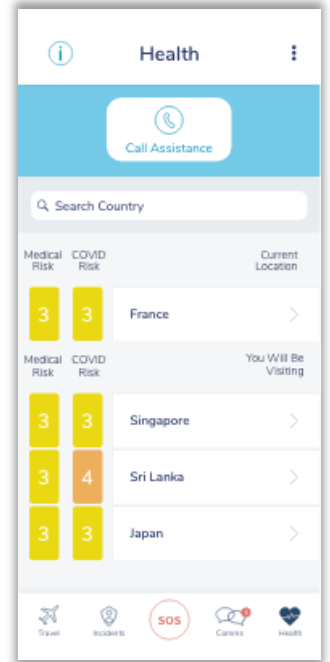 i
Health
Call Assistance
Search Country
Medical Risk COVID Risk Current Location
3 3 France
Medical Risk COVID Risk You Will Be Visiting
3 3 Singapore
3 4 Sri Lanka
3 3 Japan
SOS
Travel Incidents Comms Health